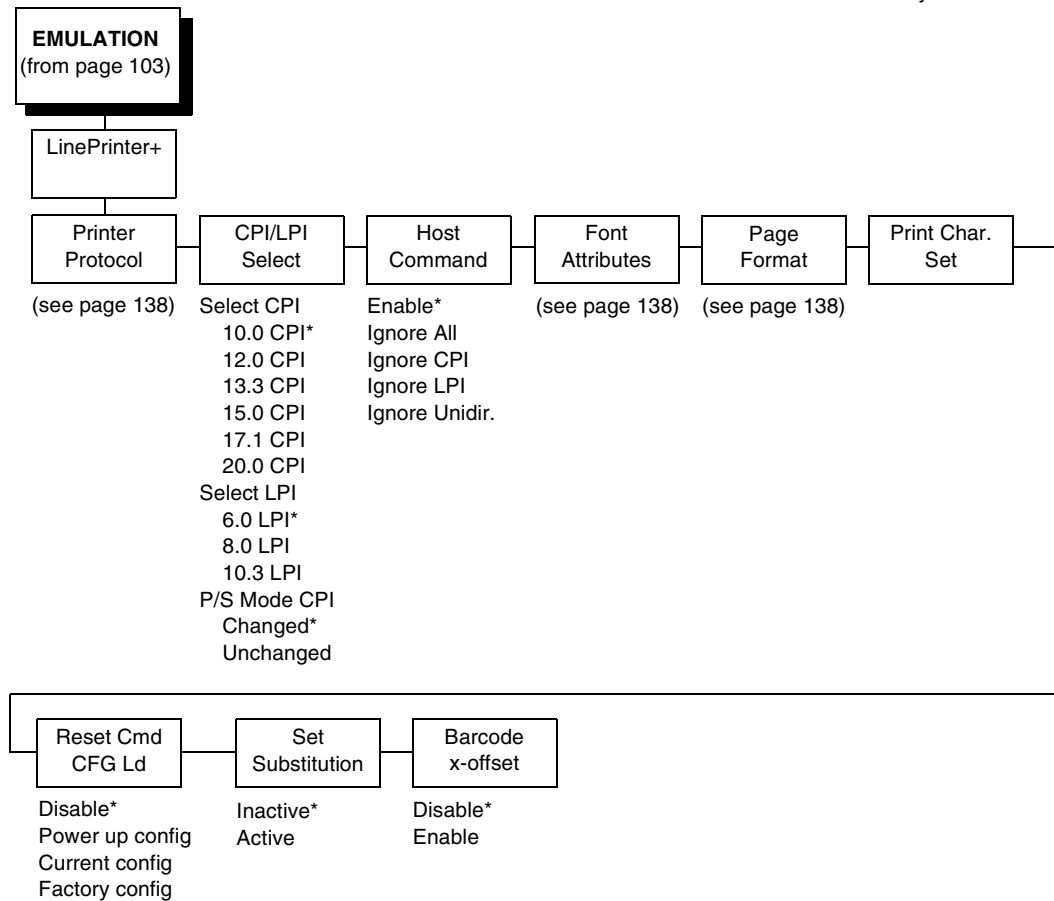 EMULATION
(from page 103)
LinePrinter+
Printer
Protocol
(see page 138)
CPI/LPI
Select
Select CPI
10.0 CPI*
12.0 CPI
13.3 CPI
15.0 CPI
17.1 CPI
20.0 CPI
Select LPI
6.0 LPI*
8.0 LPI
10.3 LPI
P/S Mode CPI
Changed*
Unchanged
Host
Command
Enable*
Ignore All
Ignore CPI
Ignore LPI
Ignore Unidir.
Font
Attributes
(see page 138)
Page
Format
(see page 138)
Print Char.
Set
Reset Cmd
CFG Ld
Disable*
Power up config
Current config
Factory config
Set
Substitution
Inactive*
Active
Barcode
x-offset
Disable*
Enable